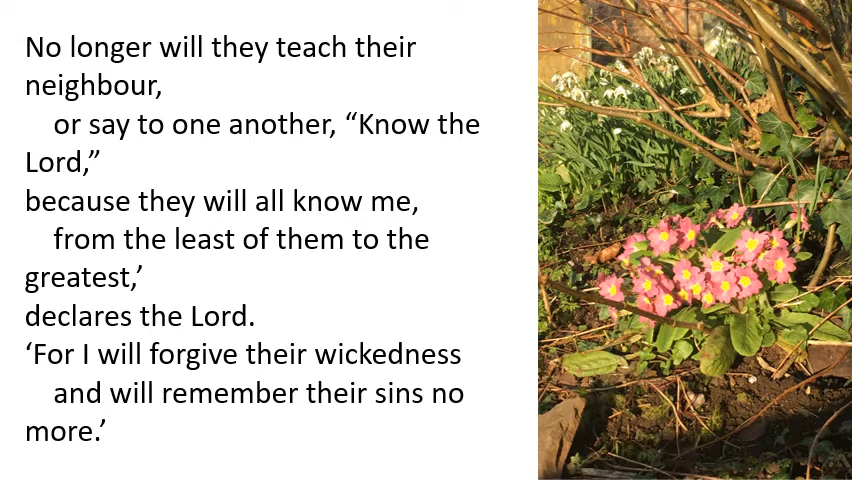 No longer will they teach their
neighbour,
or say to one another, “Know the
Lord,”
because they will all know me,
from the least of them to the
greatest,’
declares the Lord.
‘For I will forgive their wickedness
and will remember their sins no
more.’